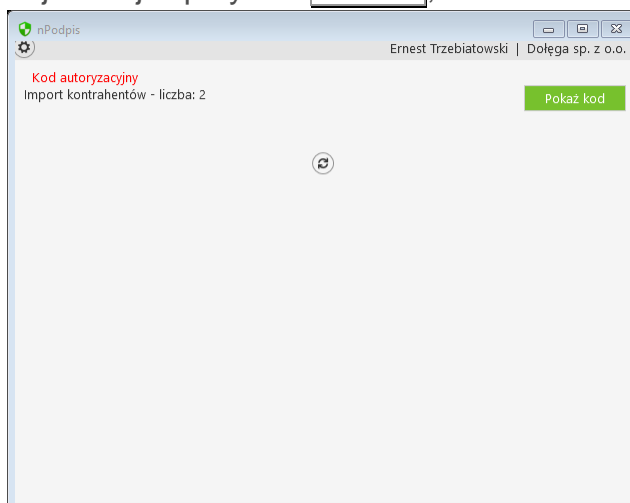 nPodpis
Ernest Trzebiatowski | Dołęga sp. z o.o.
Kod autoryzacyjny
Import kontrahentów - liczba: 2
Pokaż kod